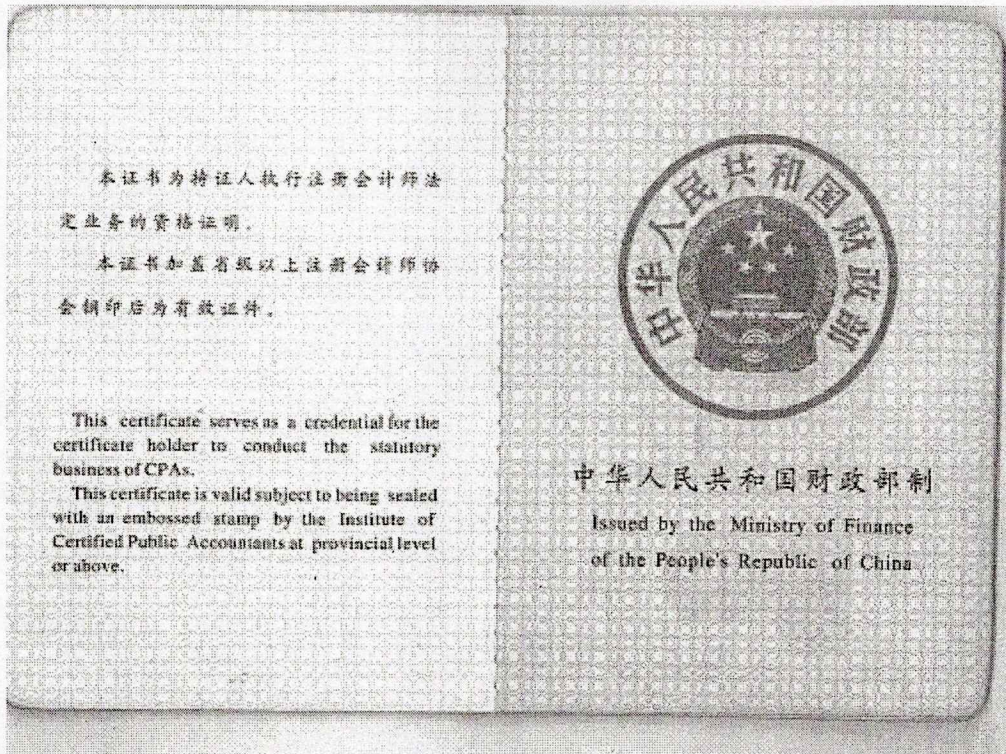 本证书为持证人执行注册会计师法
定业务的资格证明。
本证书加盖省级以上注册会计师协
会钢印后为有效证件。
This certificate serves as a credential for the
certificate holder to conduct the statutory
business of CPAs.
This certificate is valid subject to being sealed
with an embossed stamp by the Institute of
Certified Public Accountants at provincial level
or above.
中华人民共和国财政部
中华人民共和国财政部制
Issued by the Ministry of Finance
of the People's Republic of China